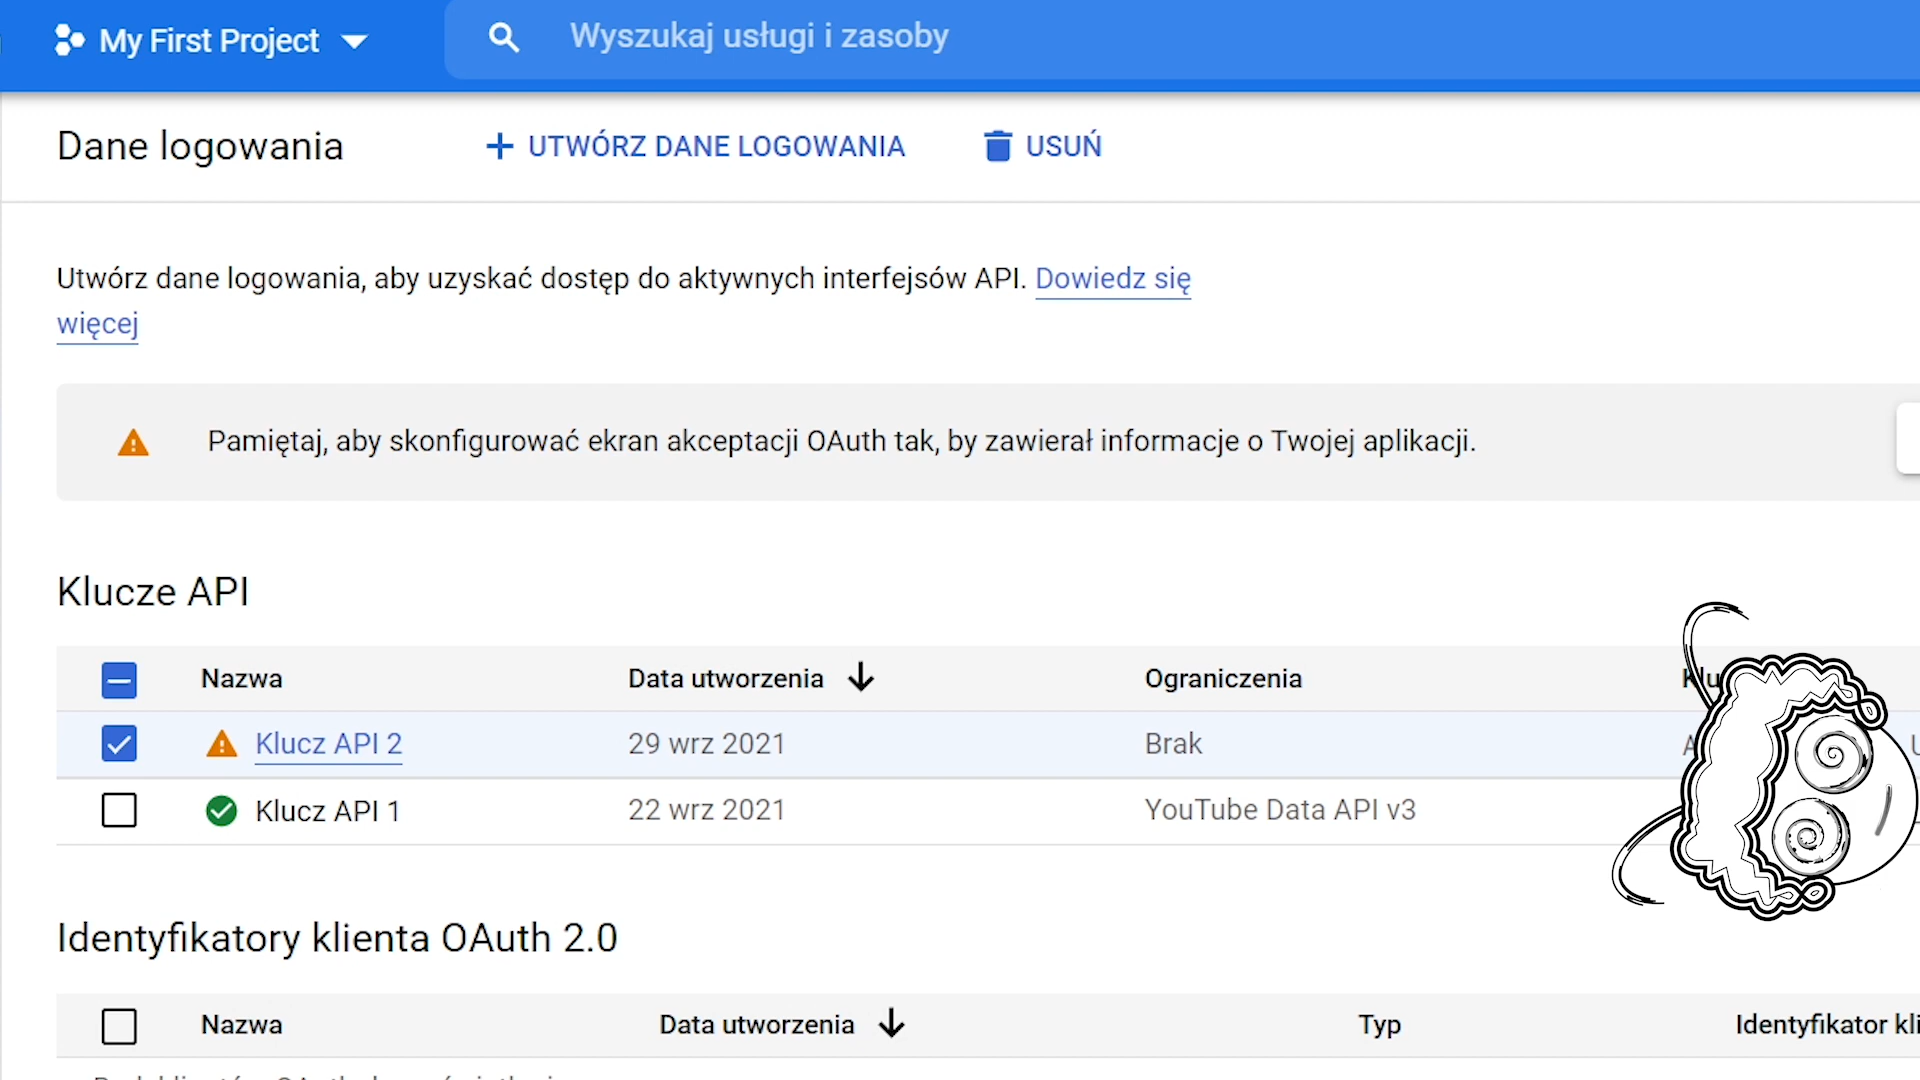 My First Project
Wyszukaj usługi i zasoby
Dane logowania
UTWÓRZ DANE LOGOWANIA
USUŃ
Utwórz dane logowania, aby uzyskać dostęp do aktywnych interfejsów API. Dowiedz się
więcej
Pamiętaj, aby skonfigurować ekran akceptacji OAuth tak, by zawierał informacje o Twojej aplikacji.
Klucze API
Nazwa Data utworzenia Ograniczenia
Klucz API 2 29 wrz 2021 Brak
Klucz API 1 22 wrz 2021 YouTube Data API v3
Identyfikatory klienta OAuth 2.0
Nazwa Data utworzenia Typ Identyfikator